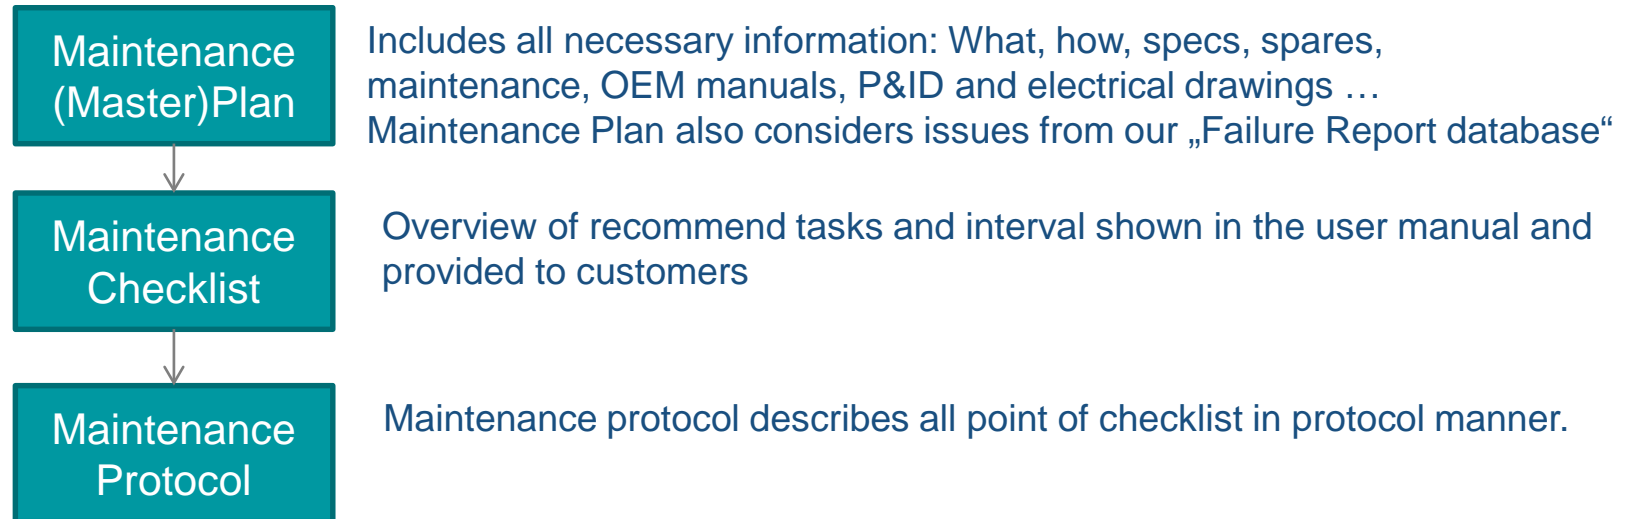 Maintenance
(Master)Plan
Includes all necessary information: What, how, specs, spares,
maintenance, OEM manuals, P&ID and electrical drawings …
Maintenance Plan also considers issues from our „Failure Report database“
Maintenance
Checklist
Overview of recommend tasks and interval shown in the user manual and
provided to customers
Maintenance
Protocol
Maintenance protocol describes all point of checklist in protocol manner.